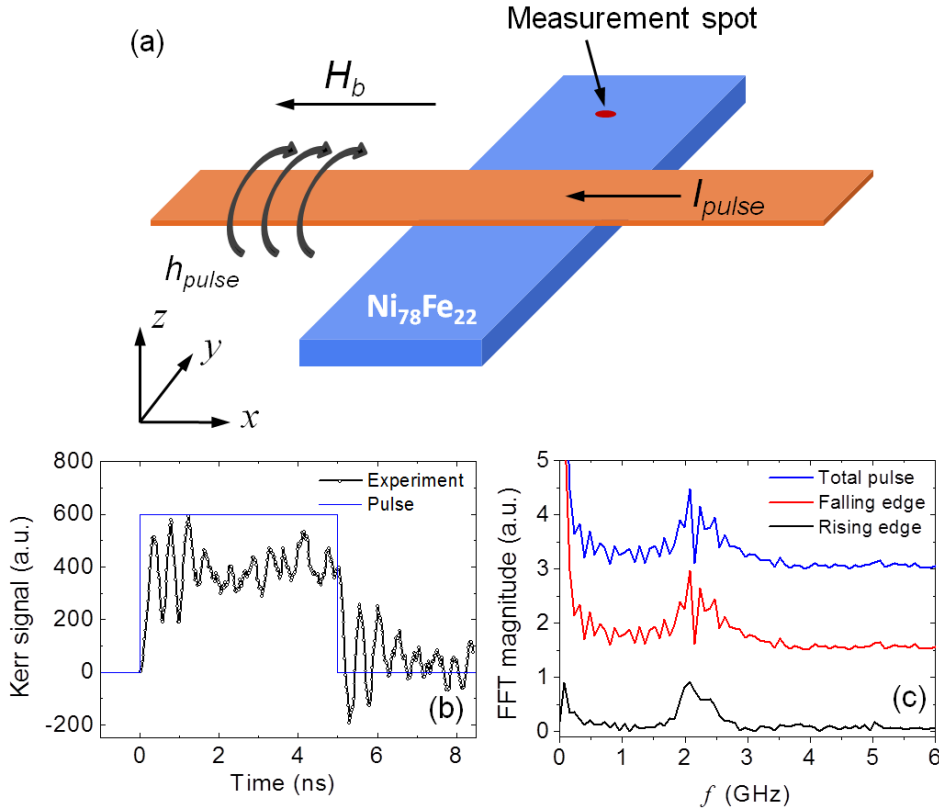 (a)
Measurement spot
H_b
I_pulse
h_pulse
Ni78Fe22
z
y
x
800
600
400
200
0
-200
0 2 4 6 8
Kerr signal (a.u.)
Time (ns)
Experiment
Pulse
(b)
5
4
3
2
1
0
0 1 2 3 4 5 6
FFT magnitude (a.u.)
f (GHz)
Total pulse
Falling edge
Rising edge
(c)